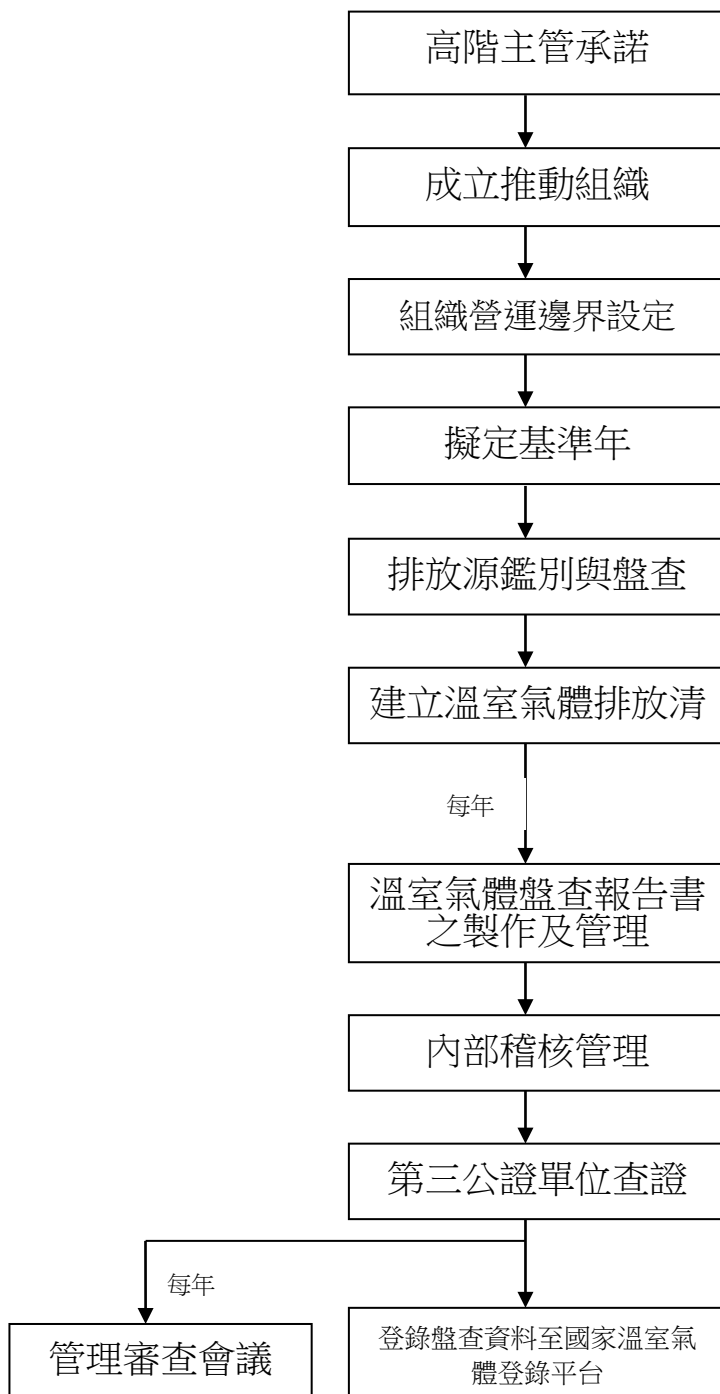 高階主管承諾
成立推動組織
組織營運邊界設定
擬定基準年
排放源鑑別與盤查
建立溫室氣體排放清
每年
溫室氣體盤查報告書
之製作及管理
內部稽核管理
第三公證單位查證
每年
管理審查會議
登錄盤查資料至國家溫室氣
體登錄平台